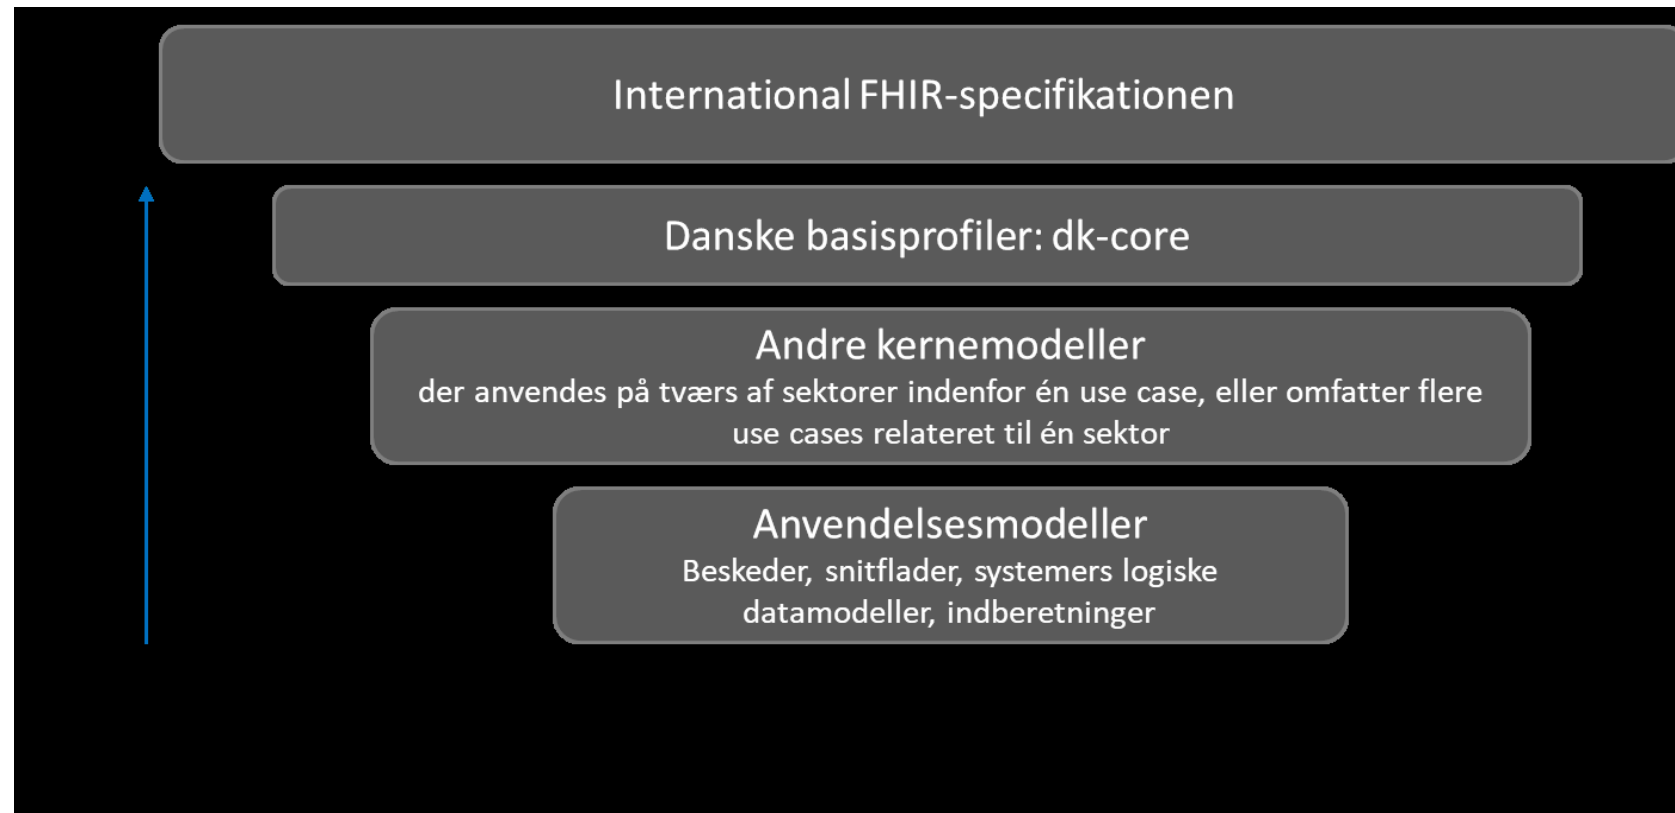 International FHIR-specifikationen
Danske basisprofiler: dk-core
Andre kernemodeller
der anvendes på tværs af sektorer indenfor én use case, eller omfatter flere
use cases relateret til én sektor
Anvendelsesmodeller
Beskeder, snitflader, systemers logiske
datamodeller, indberetninger